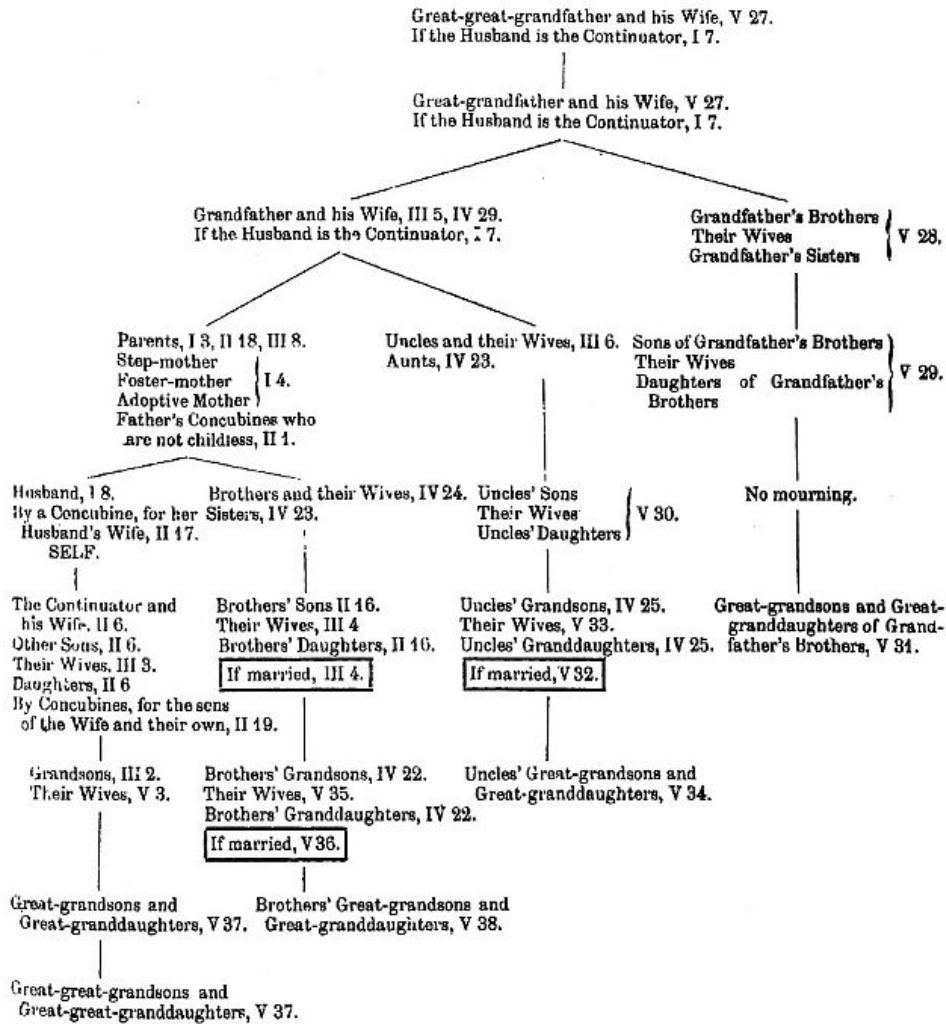 Great-great-grandfather and his Wife, V 27.
If the Husband is the Continuator, I 7.
Great-grandfather and his Wife, V 27.
If the Husband is the Continuator, I 7.
Grandfather and his Wife, III 5, IV 29.
If the Husband is the Continuator, I 7.
Grandfather's Brothers
Their Wives
Grandfather's Sisters
V 28.
Parents, I 3, II 18, III 8.
Step-mother
Foster-mother
Adoptive Mother
I 4.
Father's Concubines who
are not childless, II 1.
Uncles and their Wives, III 6.
Aunts, IV 23.
Sons of Grandfather's Brothers
Their Wives
Daughters of Grandfather's
Brothers
V 29.
Husband, I 8.
By a Concubine, for her
Husband's Wife, II 17.
SELF.
Brothers and their Wives, IV 24.
Sisters, IV 23.
Uncles' Sons
Their Wives
Uncles' Daughters
V 30.
No mourning.
The Continuator and
his Wife, II 6.
Other Sons, II 6.
Their Wives, III 3.
Daughters, II 6
By Concubines, for the sons
of the Wife and their own, II 19.
Brothers' Sons II 16.
Their Wives, III 4
Brothers' Daughters, II 16.
If married, III 4.
Uncles' Grandsons, IV 25.
Their Wives, V 33.
Uncles' Granddaughters, IV 25.
If married, V 32.
Great-grandsons and Great-
granddaughters of Grand-
father's Brothers, V 31.
Grandsons, III 2.
Their Wives, V 3.
Brothers' Grandsons, IV 22.
Their Wives, V 35.
Brothers' Granddaughters, IV 22.
If married, V 36.
Uncles' Great-grandsons and
Great-granddaughters, V 34.
Great-grandsons and
Great-granddaughters, V 37.
Brothers' Great-grandsons and
Great-granddaughters, V 38.
Great-great-grandsons and
Great-great-granddaughters, V 37.